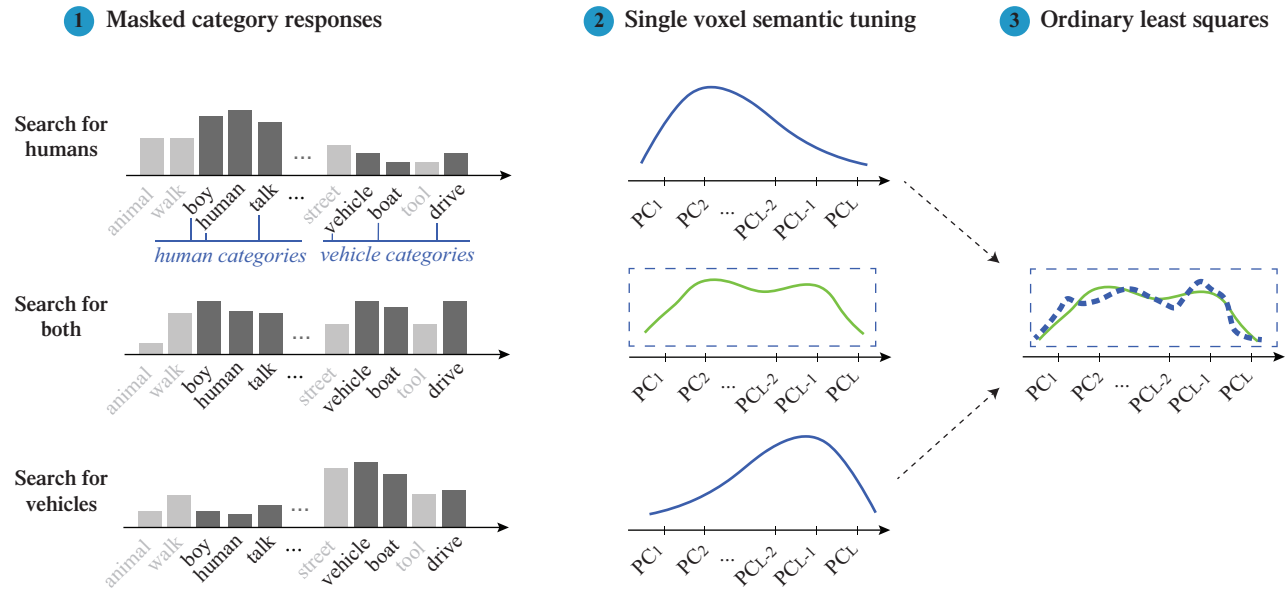 1 Masked category responses
2 Single voxel semantic tuning
3 Ordinary least squares
Search for
humans
...
animal
walk
boy
human
talk
...
street
vehicle
boat
tool
drive
human categories
vehicle categories
PC1
PC2
...
PCL-2
PCL-1
PCL
Search for
both
...
animal
walk
boy
human
talk
...
street
vehicle
boat
tool
drive
PC1
PC2
...
PCL-2
PCL-1
PCL
PC1
PC2
...
PCL-2
PCL-1
PCL
Search for
vehicles
...
animal
walk
boy
human
talk
...
street
vehicle
boat
tool
drive
PC1
PC2
...
PCL-2
PCL-1
PCL